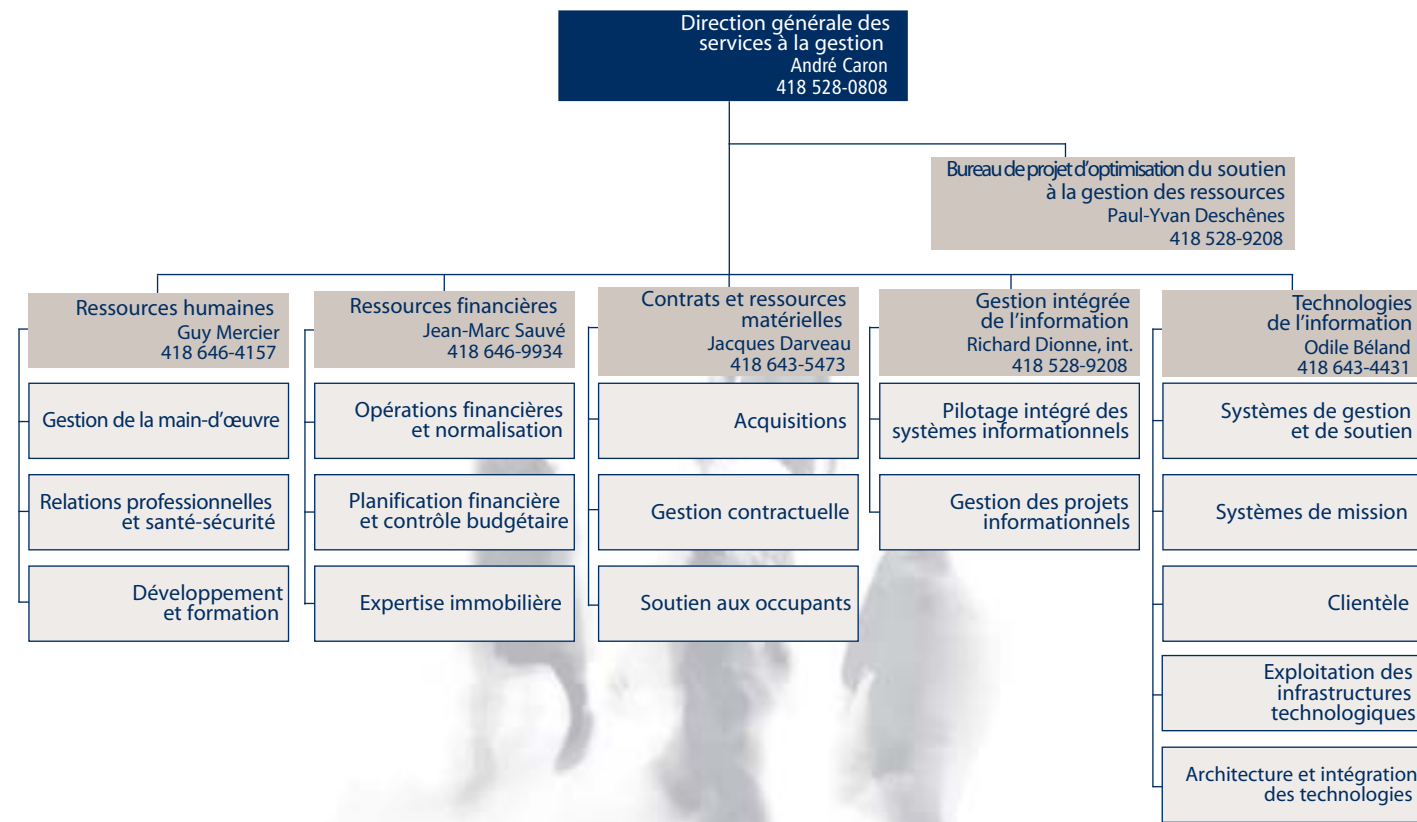 Direction générale des
services à la gestion
André Caron
418 528-0808
Bureau de projet d’optimisation du soutien
à la gestion des ressources
Paul-Yvan Deschênes
418 528-9208
Ressources humaines
Guy Mercier
418 646-4157
Gestion de la main-d’œuvre
Relations professionnelles
et santé-sécurité
Développement
et formation
Ressources financières
Jean-Marc Sauvé
418 646-9934
Opérations financières
et normalisation
Planification financière
et contrôle budgétaire
Expertise immobilière
Contrats et ressources
matérielles
Jacques Darveau
418 643-5473
Acquisitions
Gestion contractuelle
Soutien aux occupants
Gestion intégrée
de l’information
Richard Dionne, int.
418 528-9208
Pilotage intégré des
systèmes informationnels
Gestion des projets
informationnels
Technologies
de l’information
Odile Béland
418 643-4431
Systèmes de gestion
et de soutien
Systèmes de mission
Clientèle
Exploitation des
infrastructures
technologiques
Architecture et intégration
des technologies